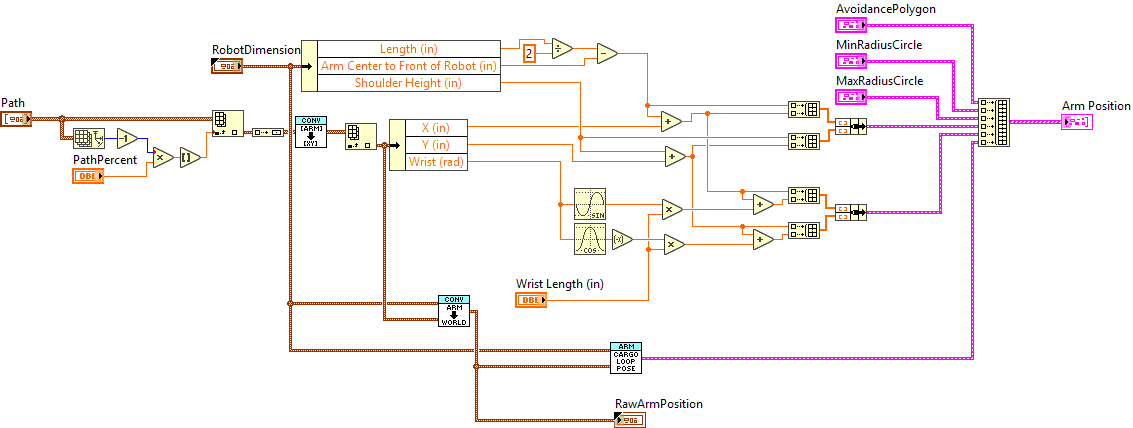 AvoidancePolygon
RobotDimension
Length (in)
MinRadiusCircle
2
Arm Center to Front of Robot (in)
Shoulder Height (in)
MaxRadiusCircle
Path
Arm Position
CONV
[ARM]
[XY]
X (in)
Y (in)
Wrist (rad)
PathPercent
DBL
SIN
COS
Wrist Length (in)
DBL
CONV
ARM
WORLD
ARM
CARGO
LOOP
POSE
RawArmPosition